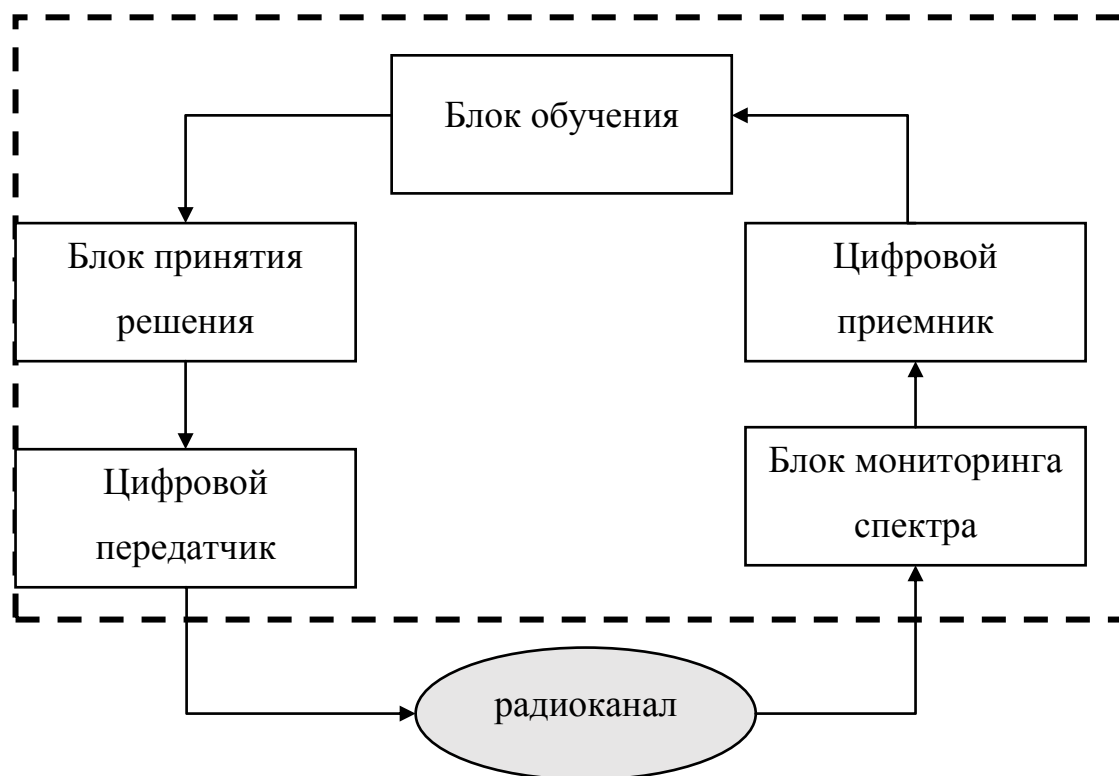 Блок обучения
Блок принятия
решения
Цифровой
приемник
Цифровой
передатчик
Блок мониторинга
спектра
радиоканал